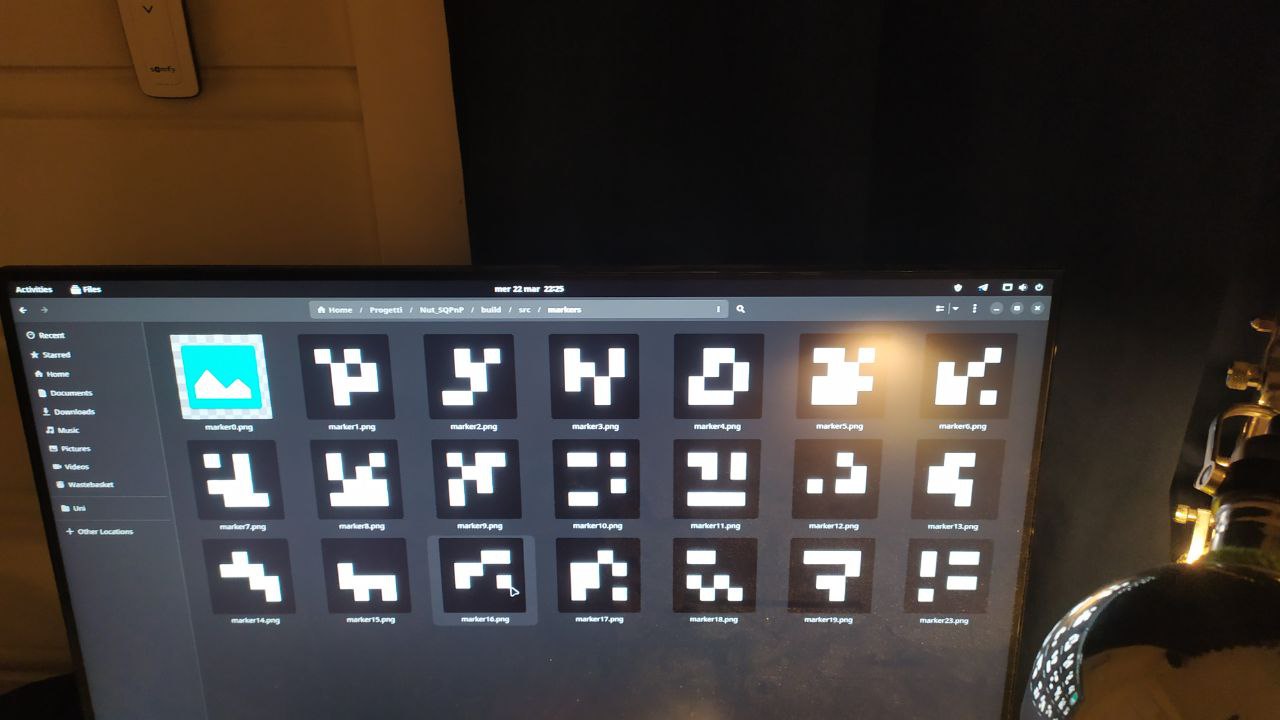 somfy
Activities Files mer 22 mar 22:25
Home / Progetti / Nut_SQPnP / build / src / markers
Recent
Starred
Home
Documents
Downloads
Music
Pictures
Videos
Wastebasket
Uni
+ Other Locations
marker0.png marker1.png marker2.png marker3.png marker4.png marker5.png marker6.png
marker7.png marker8.png marker9.png marker10.png marker11.png marker12.png marker13.png
marker14.png marker15.png marker16.png marker17.png marker18.png marker19.png marker23.png